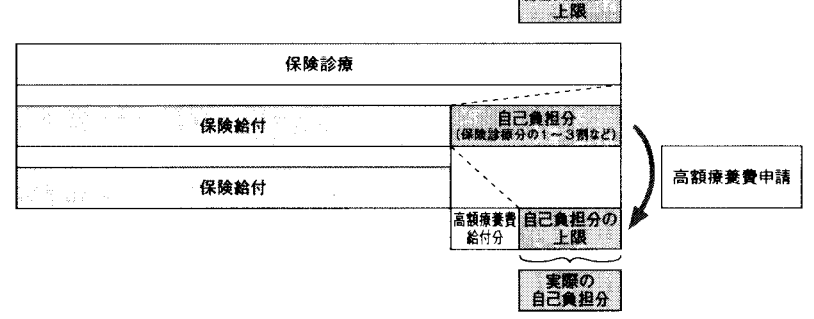 上限
保険診療
保険給付
自己負担分
(保険診療分の1～3割など)
保険給付
高額療養費申請
高額療養費
給付分
自己負担分の
上限
実際の
自己負担分